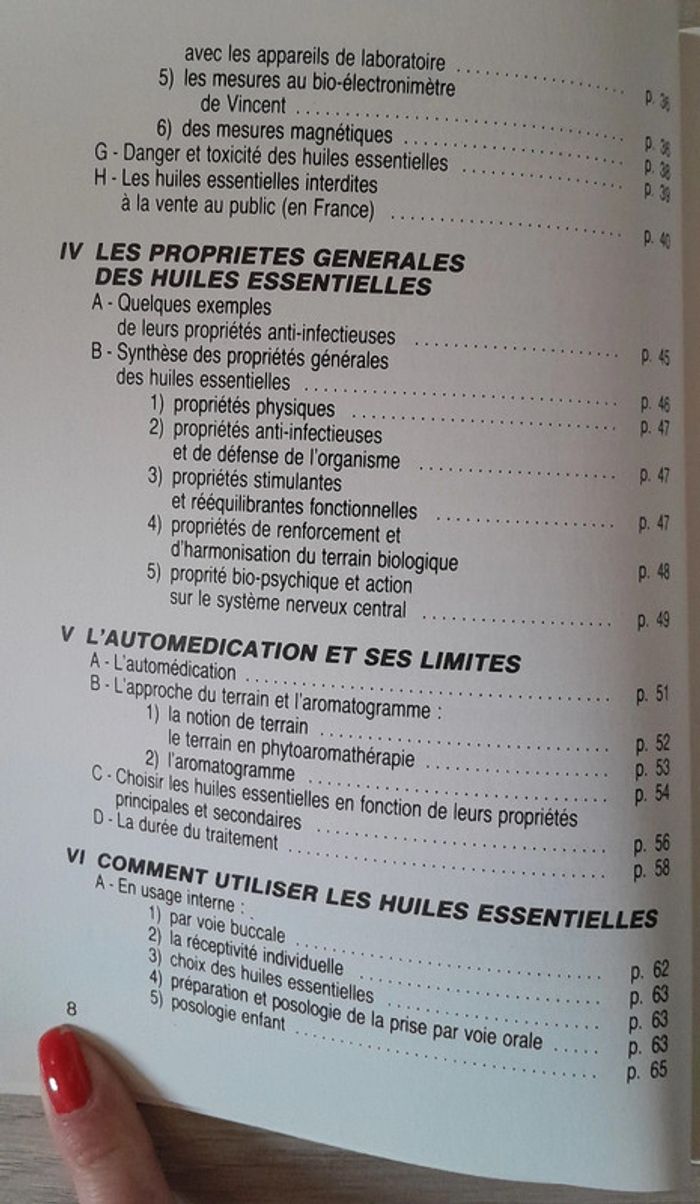 avec les appareils de laboratoire . . . . . . . . . . . . . . . . p. 36
5) les mesures au bio-électronimètre
de Vincent . . . . . . . . . . . . . . . . . . . . . . . . . . p. 38
6) des mesures magnétiques . . . . . . . . . . . . . . . . p. 38
G - Danger et toxicité des huiles essentielles . . . . . . . . . . . . p. 39
H - Les huiles essentielles interdites
à la vente au public (en France) . . . . . . . . . . . . . . . . p. 40
IV LES PROPRIETES GENERALES
DES HUILES ESSENTIELLES
A - Quelques exemples
de leurs propriétés anti-infectieuses . . . . . . . . . . . . . . . . p. 45
B - Synthèse des propriétés générales
des huiles essentielles . . . . . . . . . . . . . . . . . . . . . . p. 46
1) propriétés physiques . . . . . . . . . . . . . . . . . . . . p. 47
2) propriétés anti-infectieuses
et de défense de l'organisme . . . . . . . . . . . . . . . . p. 47
3) propriétés stimulantes
et rééquilibrantes fonctionnelles . . . . . . . . . . . . . . p. 47
4) propriétés de renforcement et
d'harmonisation du terrain biologique p. 48
5) proprité bio-psychique et action
sur le système nerveux central . . . . . . . . . . . . . . . p. 49
V L'AUTOMEDICATION ET SES LIMITES
A - L'automédication . . . . . . . . . . . . . . . . . . . . . . . . p. 51
B - L'approche du terrain et l'aromatogramme :
1) la notion de terrain . . . . . . . . . . . . . . . . . . . . p. 52
le terrain en phytoaromathérapie . . . . . . . . . . . . p. 53
2) l'aromatogramme . . . . . . . . . . . . . . . . . . . . . p. 54
C - Choisir les huiles essentielles en fonction de leurs propriétés
principales et secondaires . . . . . . . . . . . . . . . . . . . p. 56
D - La durée du traitement . . . . . . . . . . . . . . . . . . . . . p. 58
VI COMMENT UTILISER LES HUILES ESSENTIELLES
A - En usage interne :
1) par voie buccale . . . . . . . . . . . . . . . . . . . . . p. 62
2) la réceptivité individuelle . . . . . . . . . . . . . . . . . p. 63
3) choix des huiles essentielles . . . . . . . . . . . . . . . p. 63
4) préparation et posologie de la prise par voie orale . . . . . p. 63
5) posologie enfant . . . . . . . . . . . . . . . . . . . . . p. 65
8